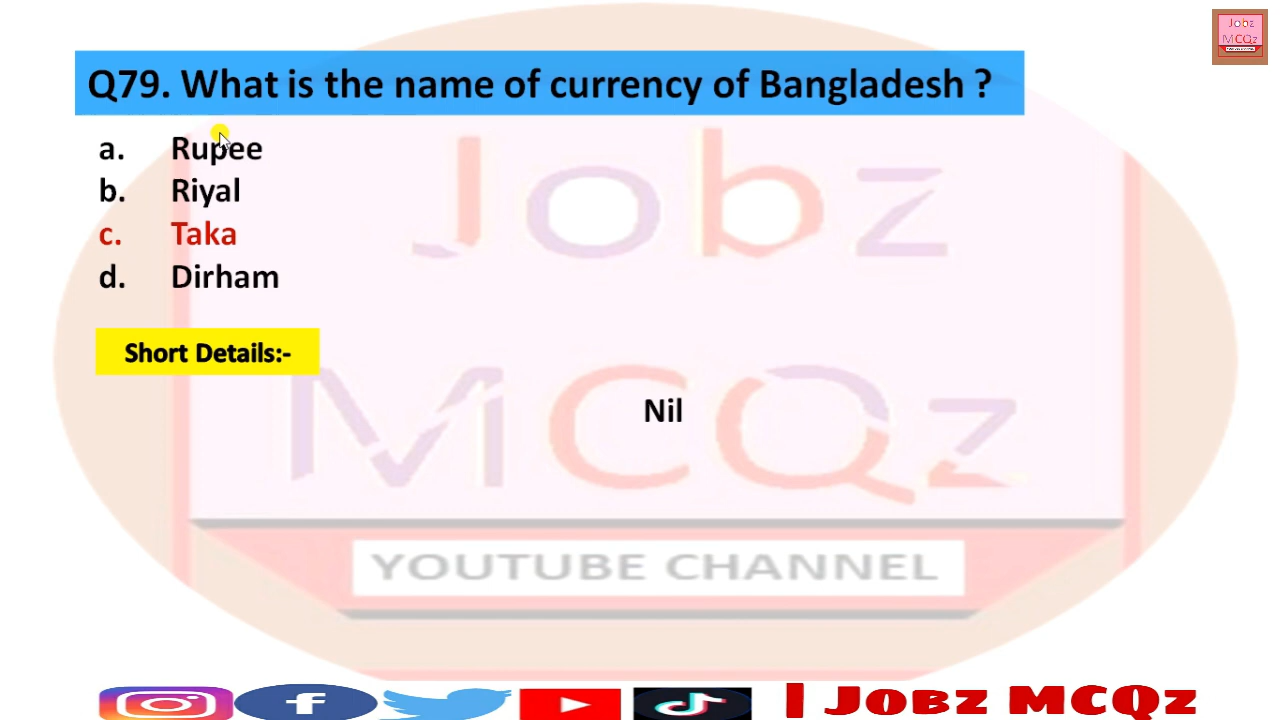 Jobz
MCQz
Q79. What is the name of currency of Bangladesh ?
a. Rupee
b. Riyal
c. Taka
d. Dirham
Short Details:-
Nil
Jobz
MCQz
YOUTUBE CHANNEL
| Jobz MCQz